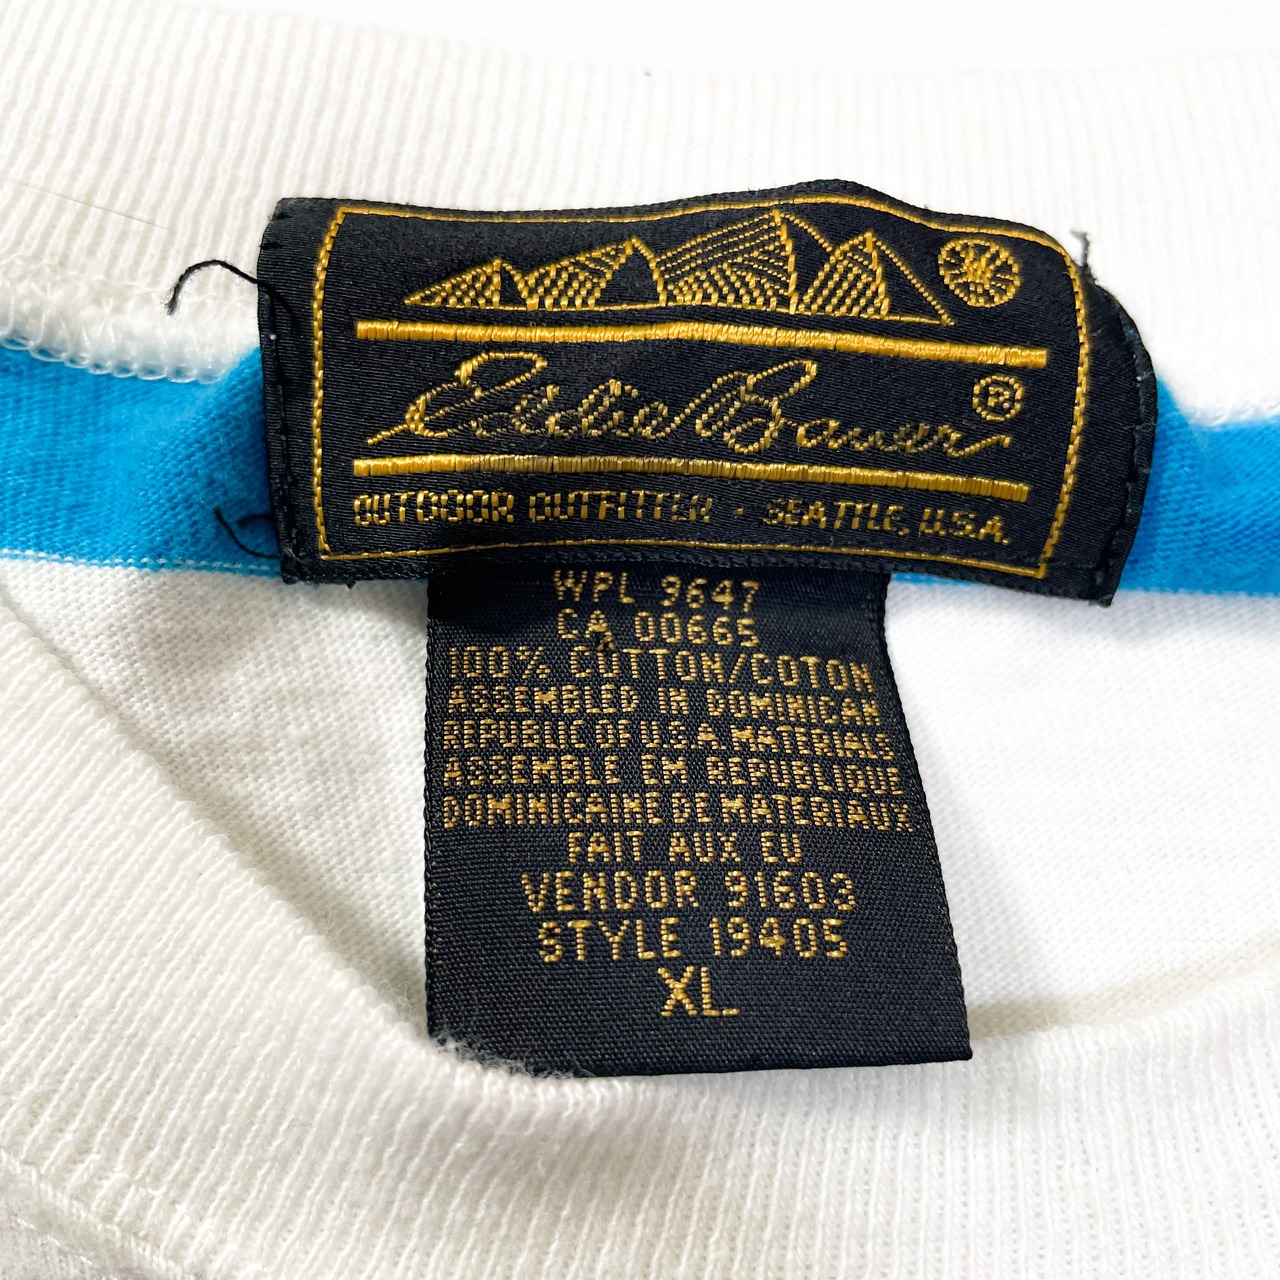 Eddie Bauer ®
OUTDOOR OUTFITTER · SEATTLE, U.S.A.
WPL 9647
CA 00665
100% COTTON/COTON
ASSEMBLED IN DOMINICAN
REPUBLIC OF U.S.A. MATERIALS
ASSEMBLE EM REPUBLIQUE
DOMINICAINE DE MATERIAUX
FAIT AUX EU
VENDOR 91603
STYLE 19405
XL